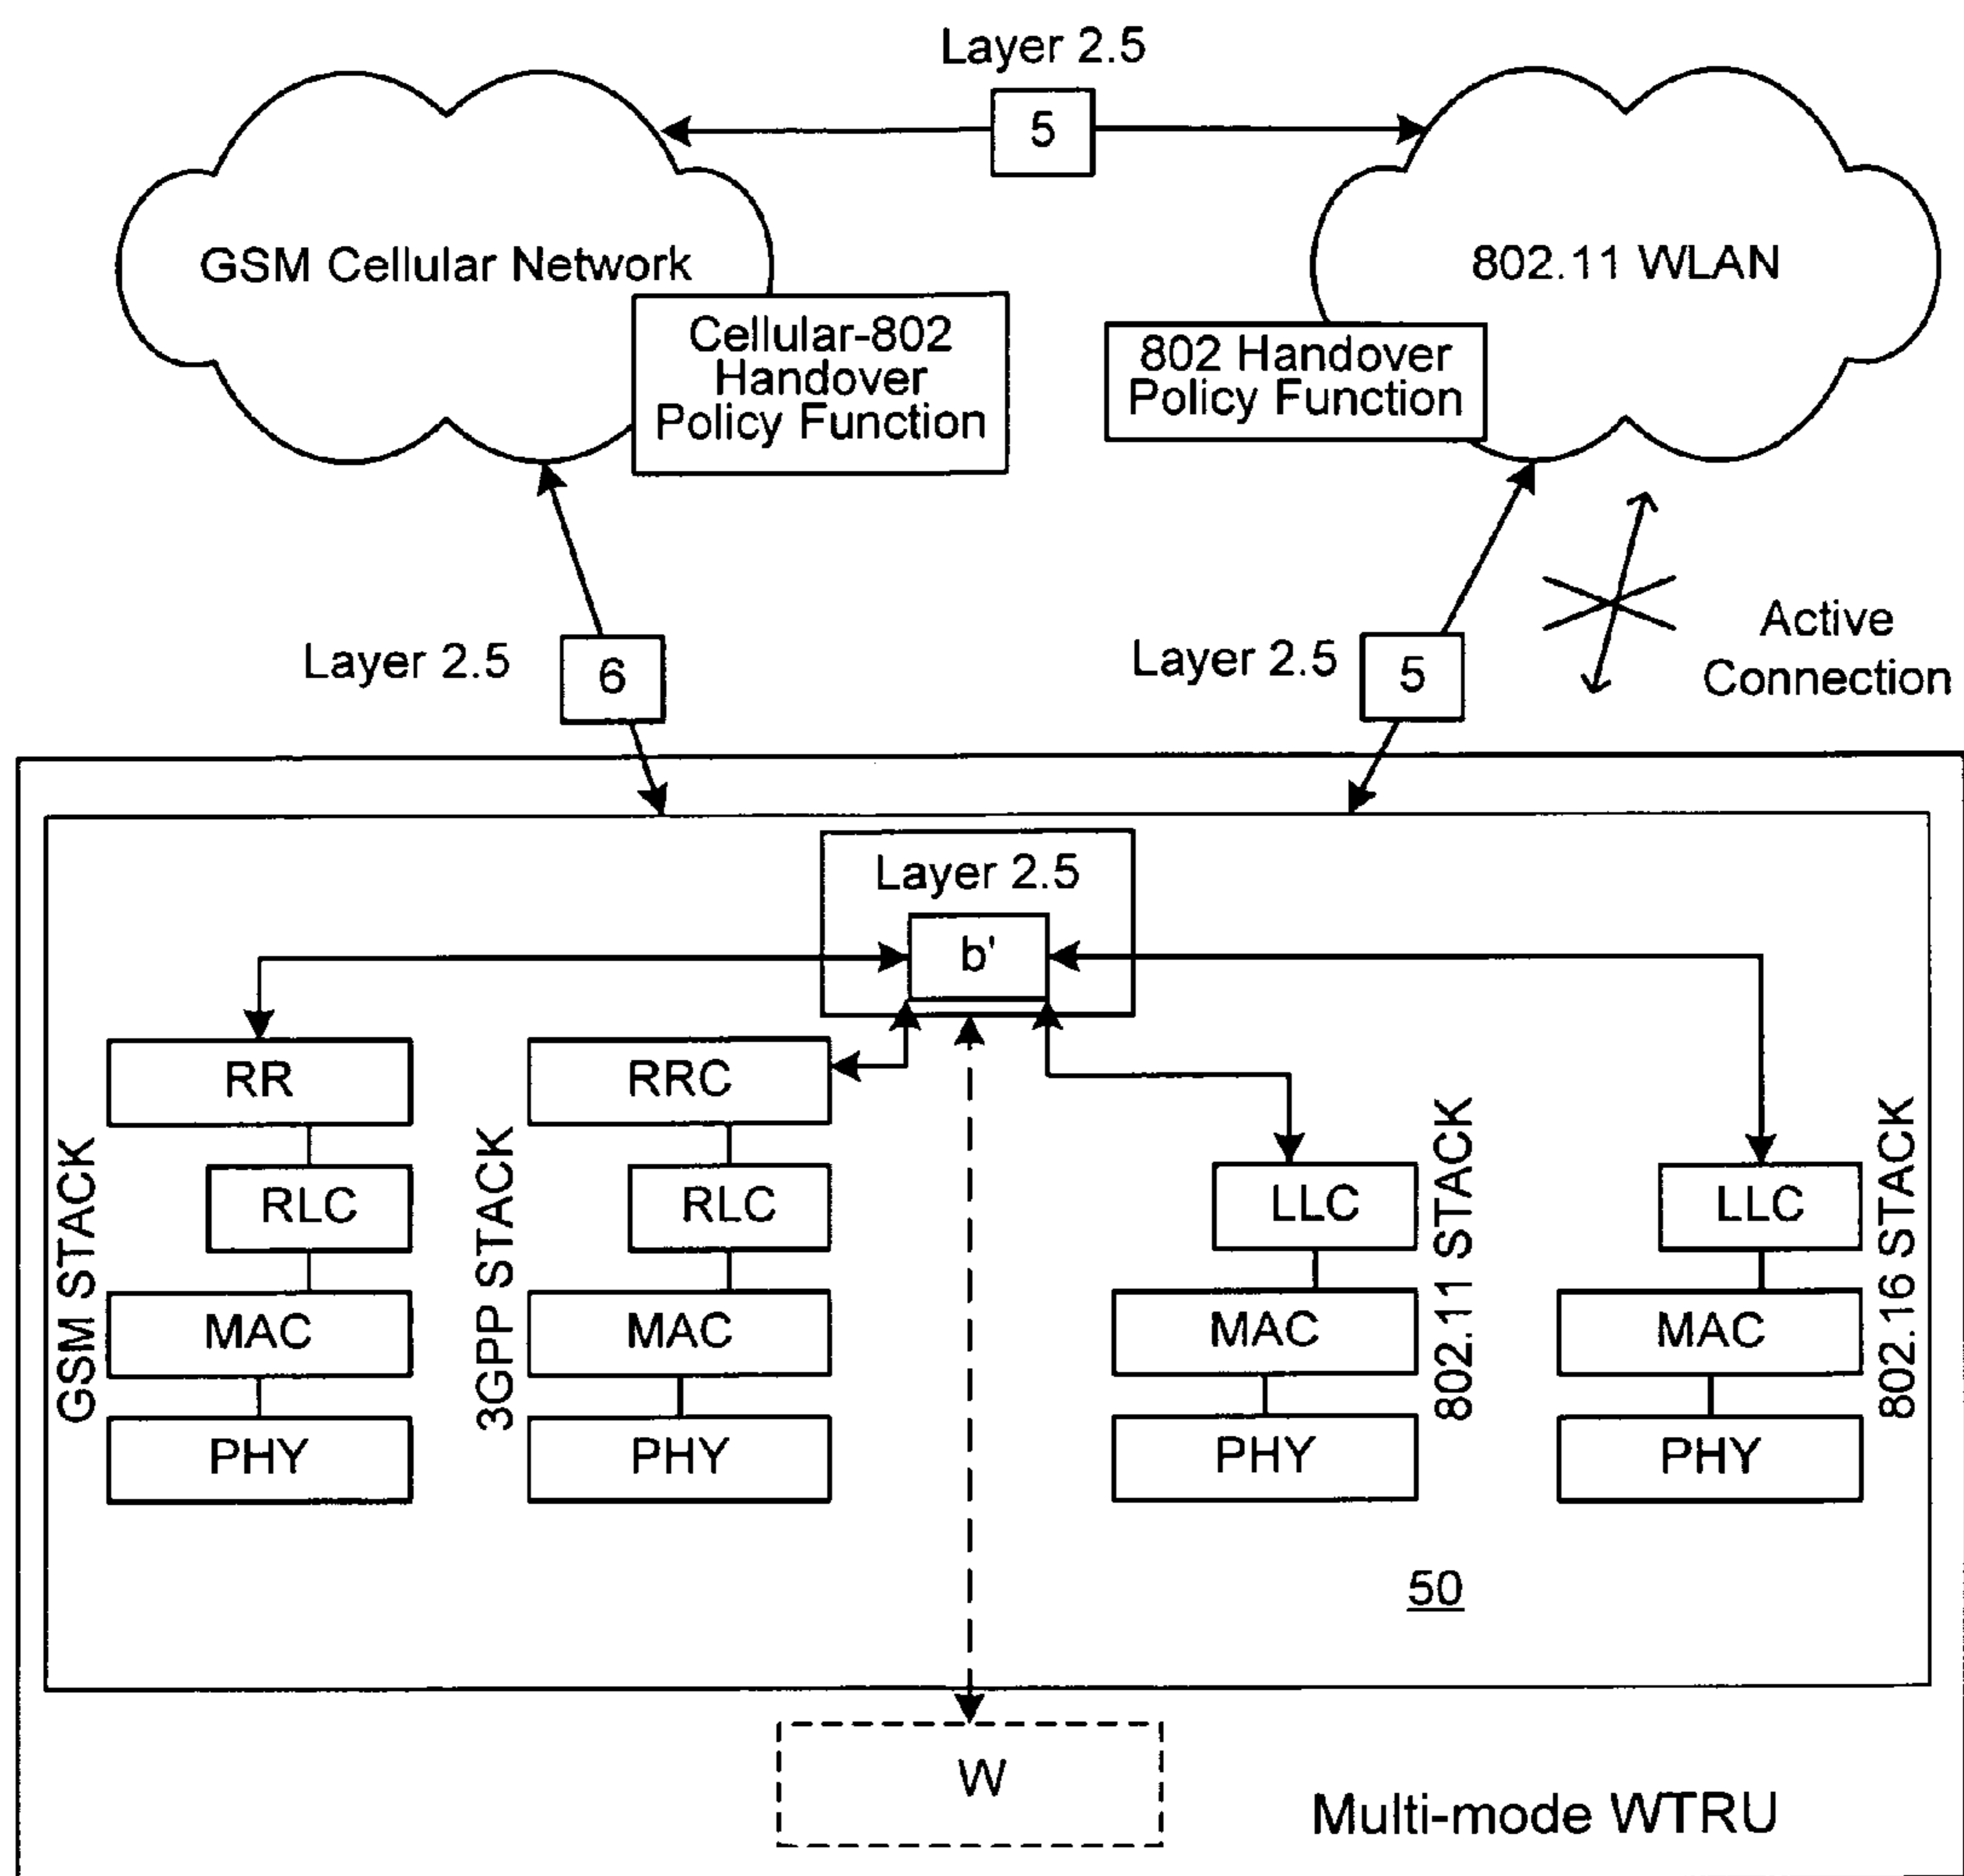 Layer 2.5
5
GSM Cellular Network
802.11 WLAN
Cellular-802
Handover
Policy Function
802 Handover
Policy Function
Layer 2.5
6
Layer 2.5
5
Active
Connection
Layer 2.5
b'
GSM STACK
RR
RLC
MAC
PHY
3GPP STACK
RRC
RLC
MAC
PHY
LLC
MAC
PHY
802.11 STACK
LLC
MAC
PHY
802.16 STACK
50
W
Multi-mode WTRU